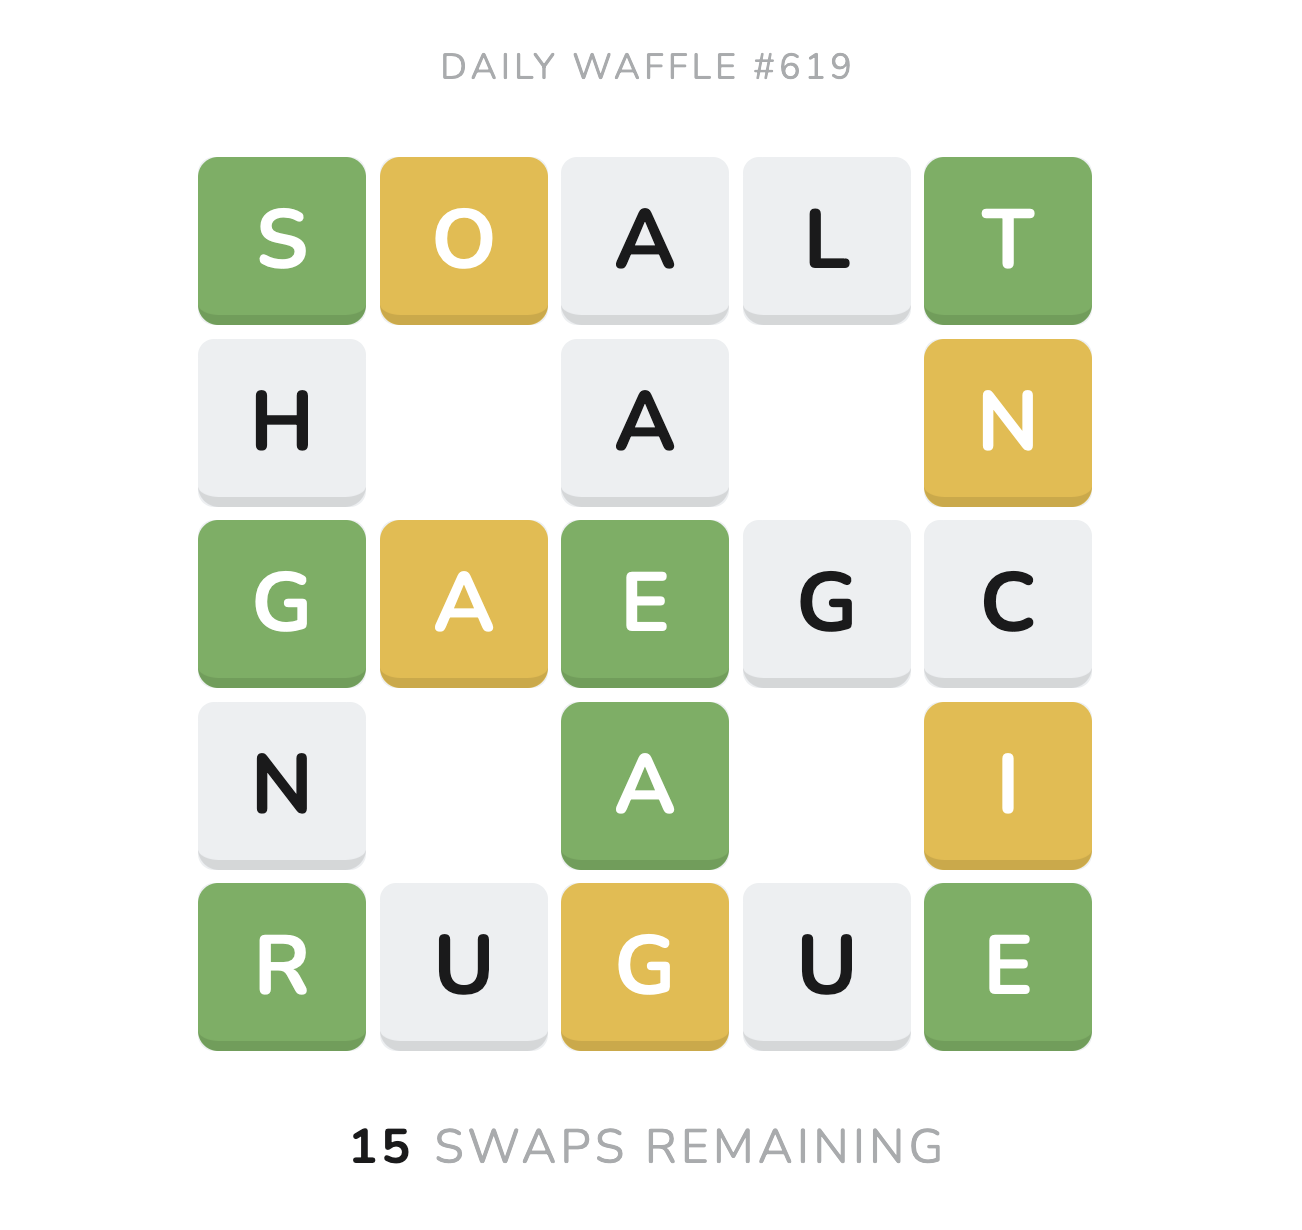 DAILY WAFFLE #619
S O A L T
H A N
G A E G C
N A I
R U G U E
15 SWAPS REMAINING